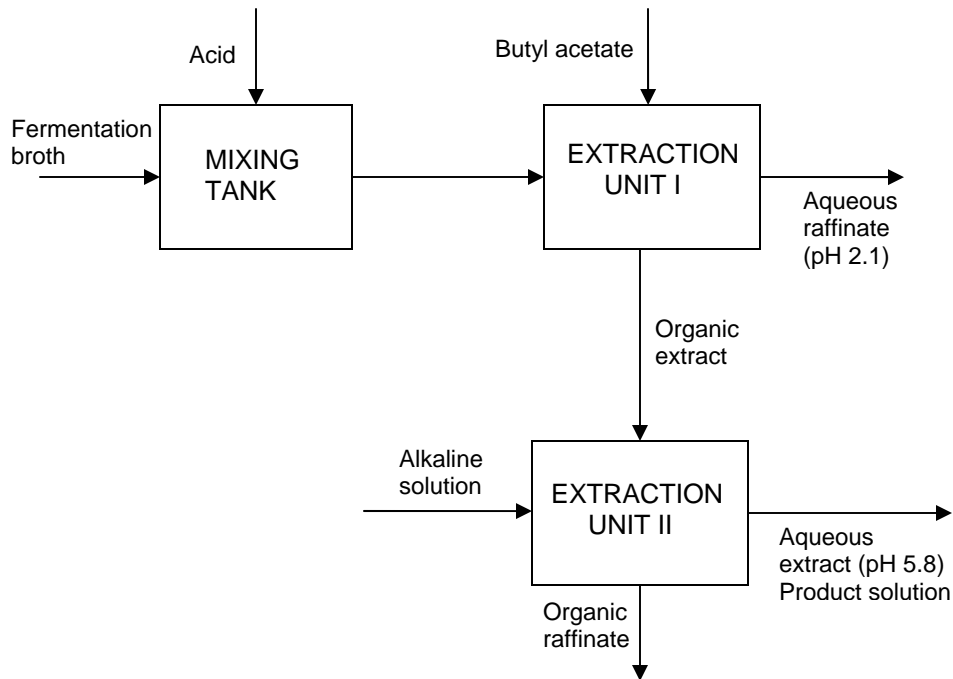 Acid
Butyl acetate
Fermentation
broth
MIXING
TANK
EXTRACTION
UNIT I
Aqueous
raffinate
(pH 2.1)
Organic
extract
Alkaline
solution
EXTRACTION
UNIT II
Aqueous
extract (pH 5.8)
Product solution
Organic
raffinate